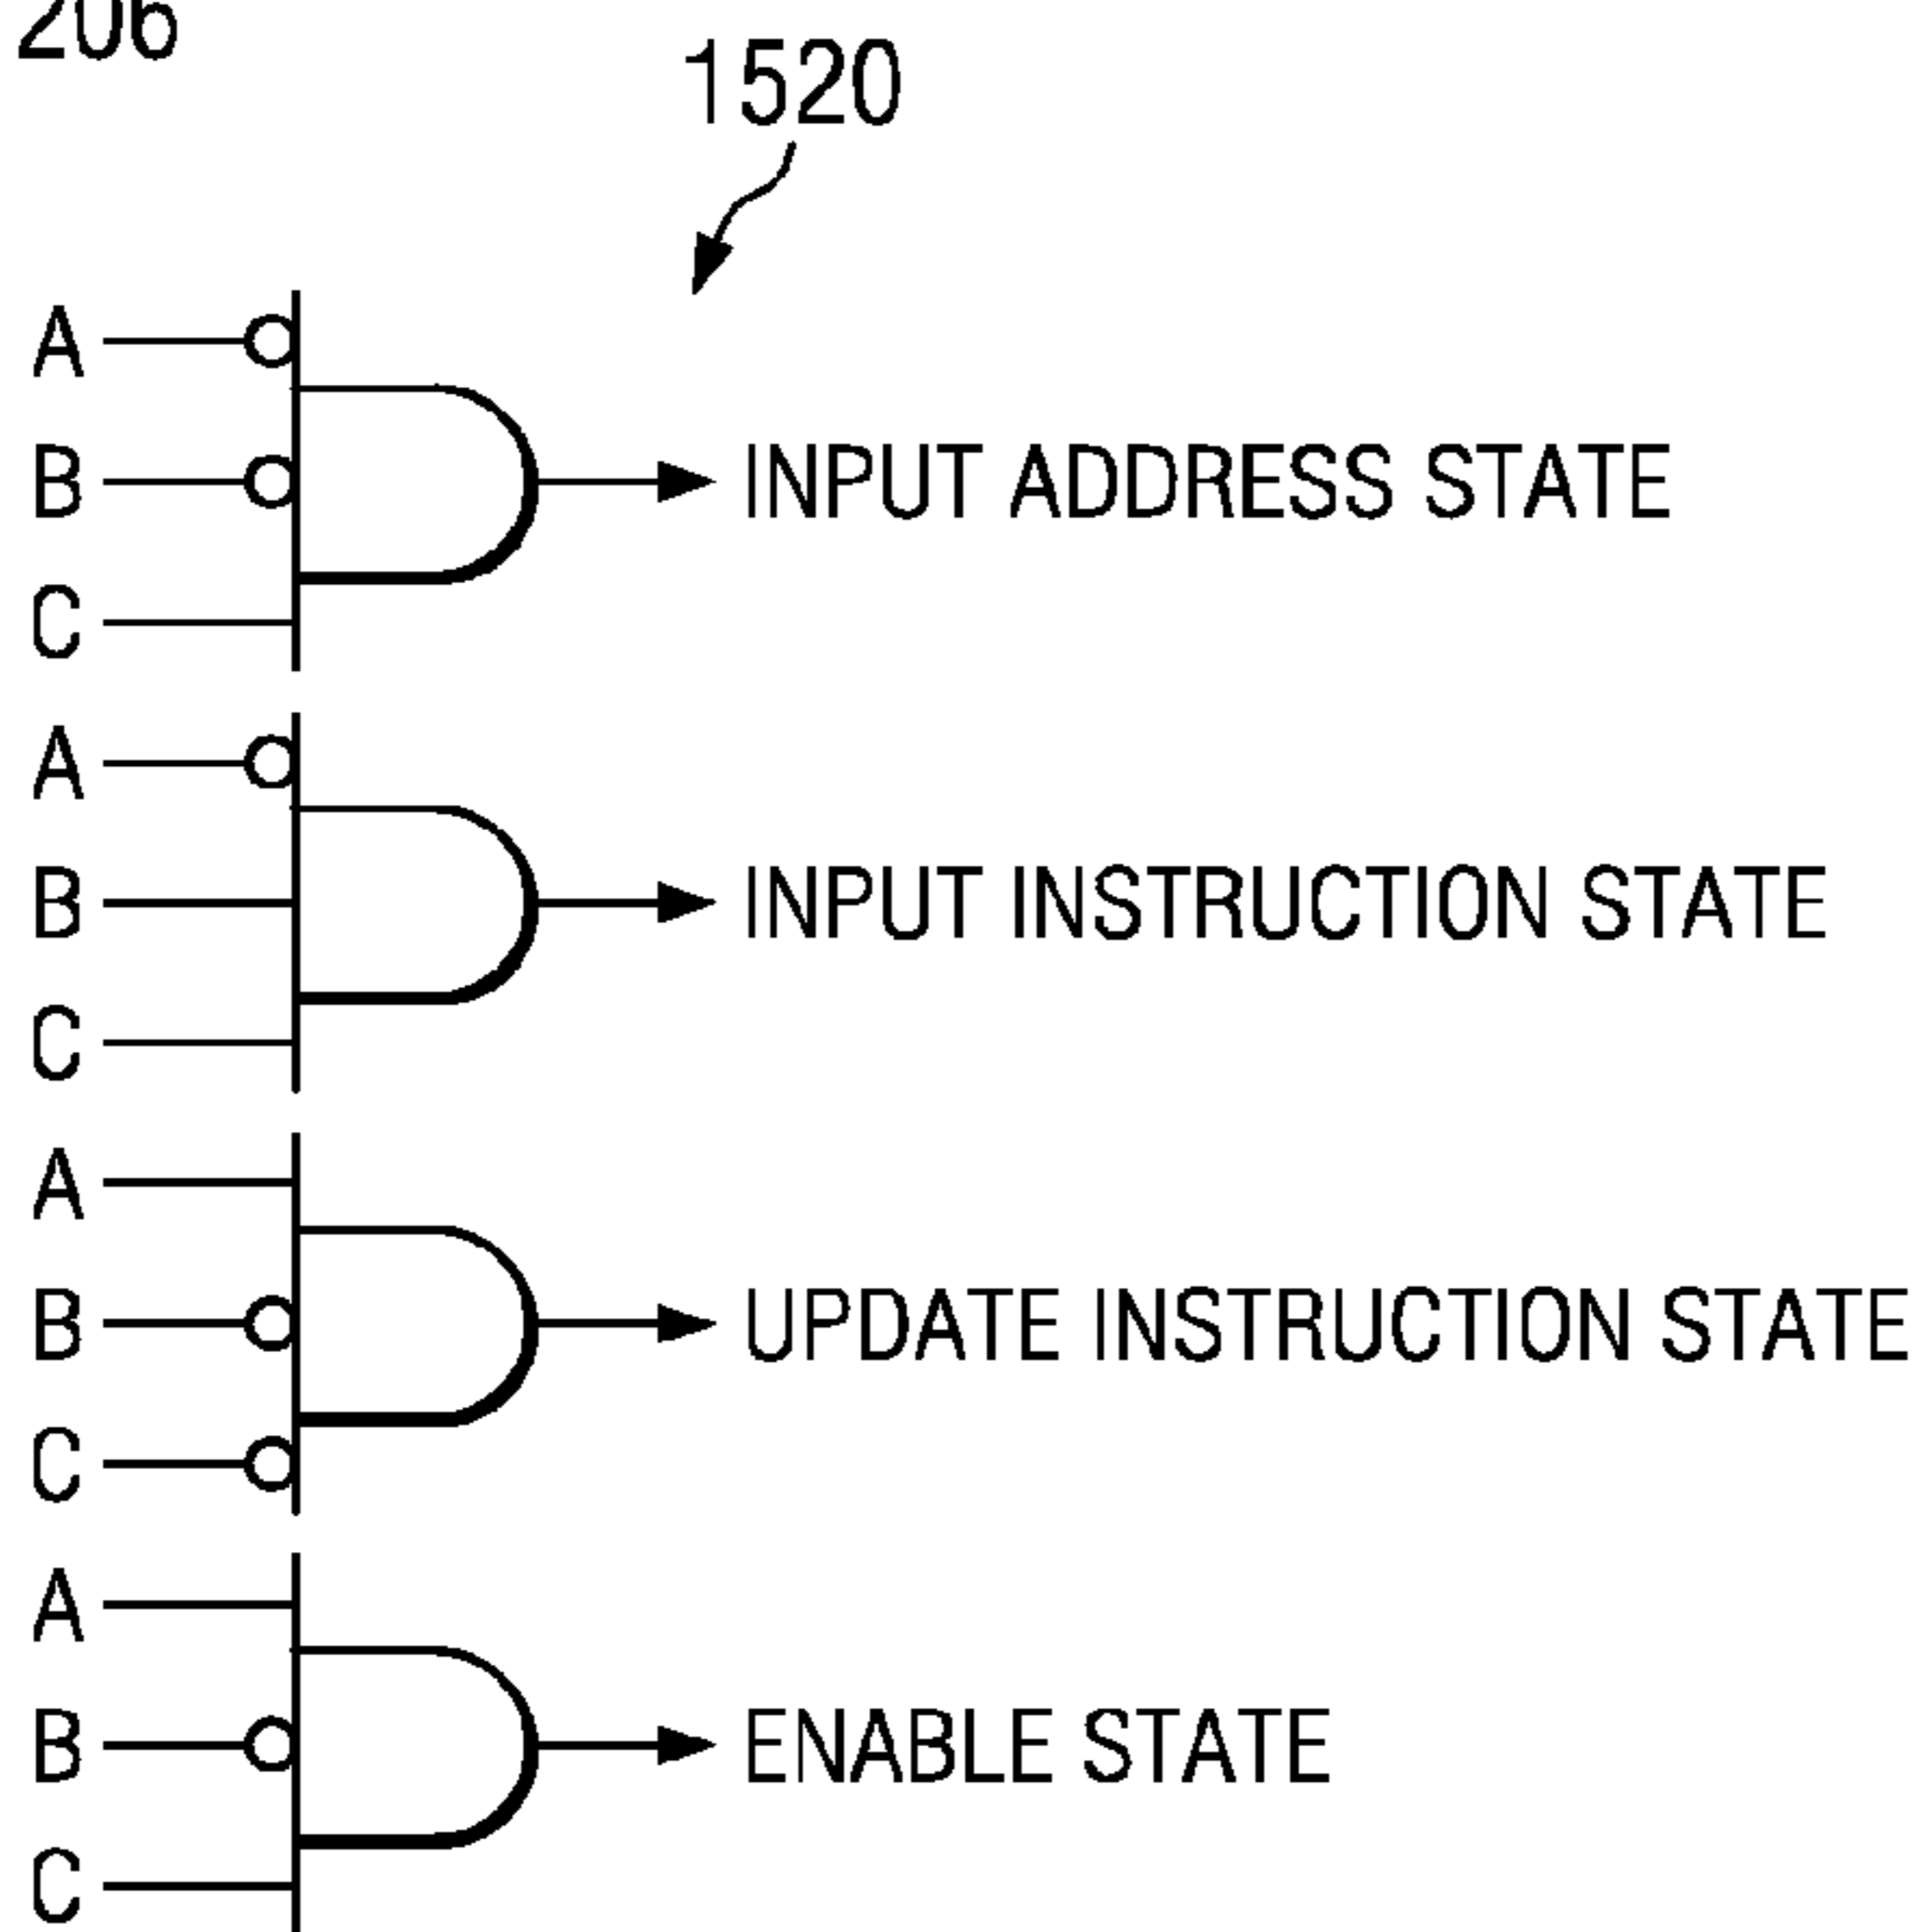 206
1520
A
B INPUT ADDRESS STATE
C
A
B INPUT INSTRUCTION STATE
C
A
B UPDATE INSTRUCTION STATE
C
A
B ENABLE STATE
C